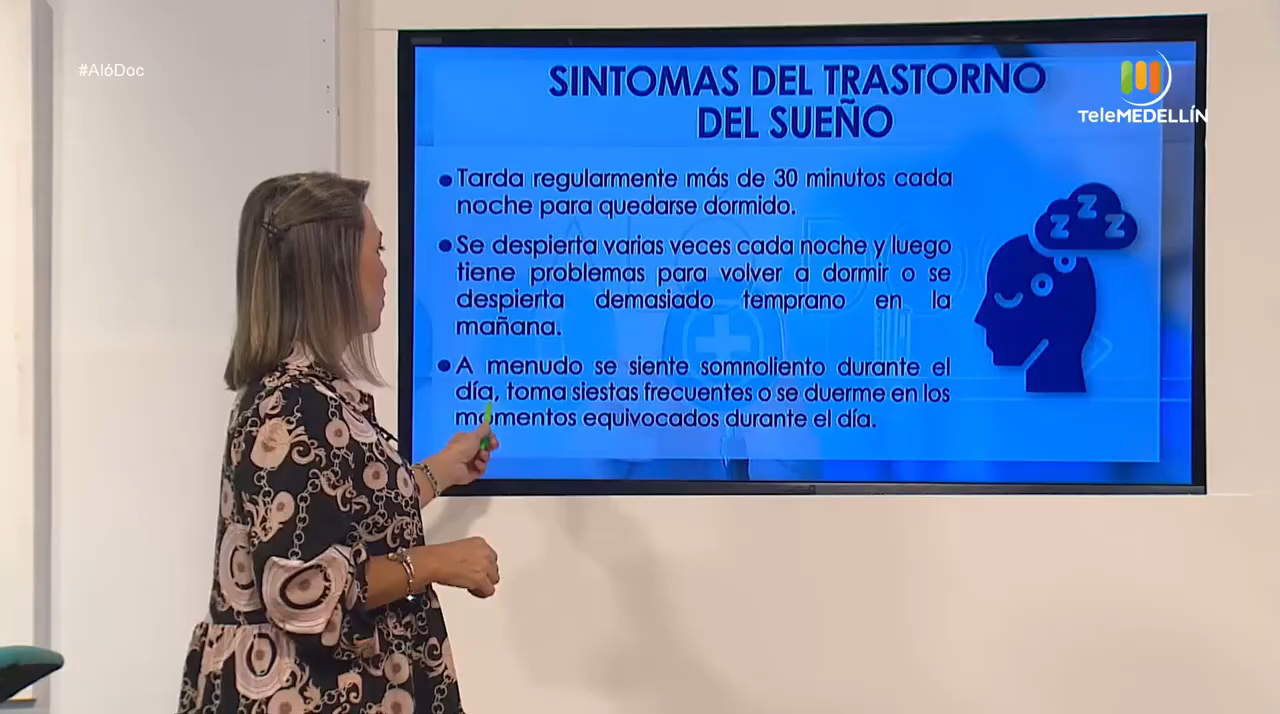 #AlóDoc
SINTOMAS DEL TRASTORNO
DEL SUEÑO
TeleMEDELLÍN
• Tarda regularmente más de 30 minutos cada
noche para quedarse dormido.
• Se despierta varias veces cada noche y luego
tiene problemas para volver a dormir o se
despierta demasiado temprano en la
mañana.
• A menudo se siente somnoliento durante el
día, toma siestas frecuentes o se duerme en los
momentos equivocados durante el día.
Z Z Z